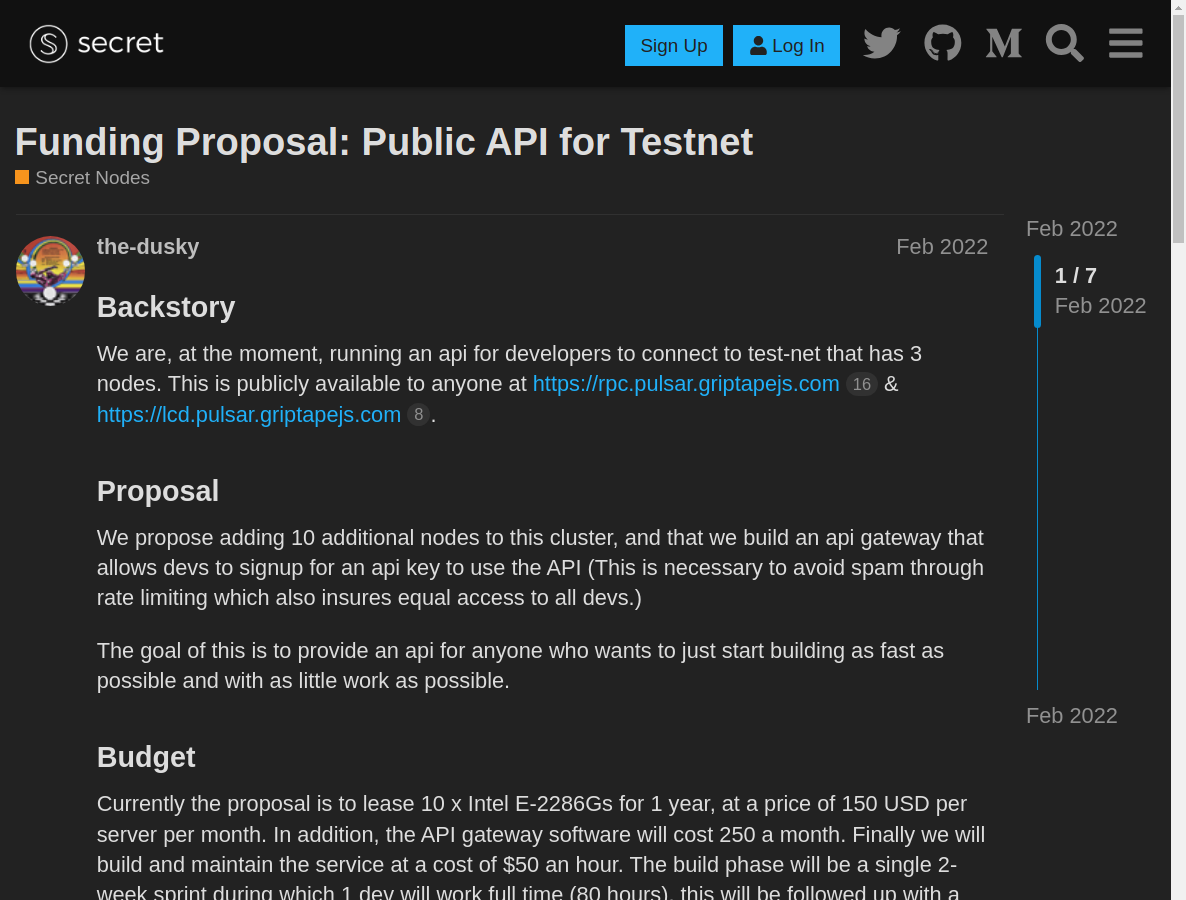 secret
Sign Up
Log In
Funding Proposal: Public API for Testnet
Secret Nodes
the-dusky
Feb 2022
Feb 2022
1 / 7
Feb 2022
Backstory
We are, at the moment, running an api for developers to connect to test-net that has 3
nodes. This is publicly available to anyone at https://rpc.pulsar.griptapejs.com 16 &
https://lcd.pulsar.griptapejs.com 8 .
Proposal
We propose adding 10 additional nodes to this cluster, and that we build an api gateway that
allows devs to signup for an api key to use the API (This is necessary to avoid spam through
rate limiting which also insures equal access to all devs.)
The goal of this is to provide an api for anyone who wants to just start building as fast as
possible and with as little work as possible.
Feb 2022
Budget
Currently the proposal is to lease 10 x Intel E-2286Gs for 1 year, at a price of 150 USD per
server per month. In addition, the API gateway software will cost 250 a month. Finally we will
build and maintain the service at a cost of $50 an hour. The build phase will be a single 2-
week sprint during which 1 dev will work full time (80 hours), this will be followed up with a